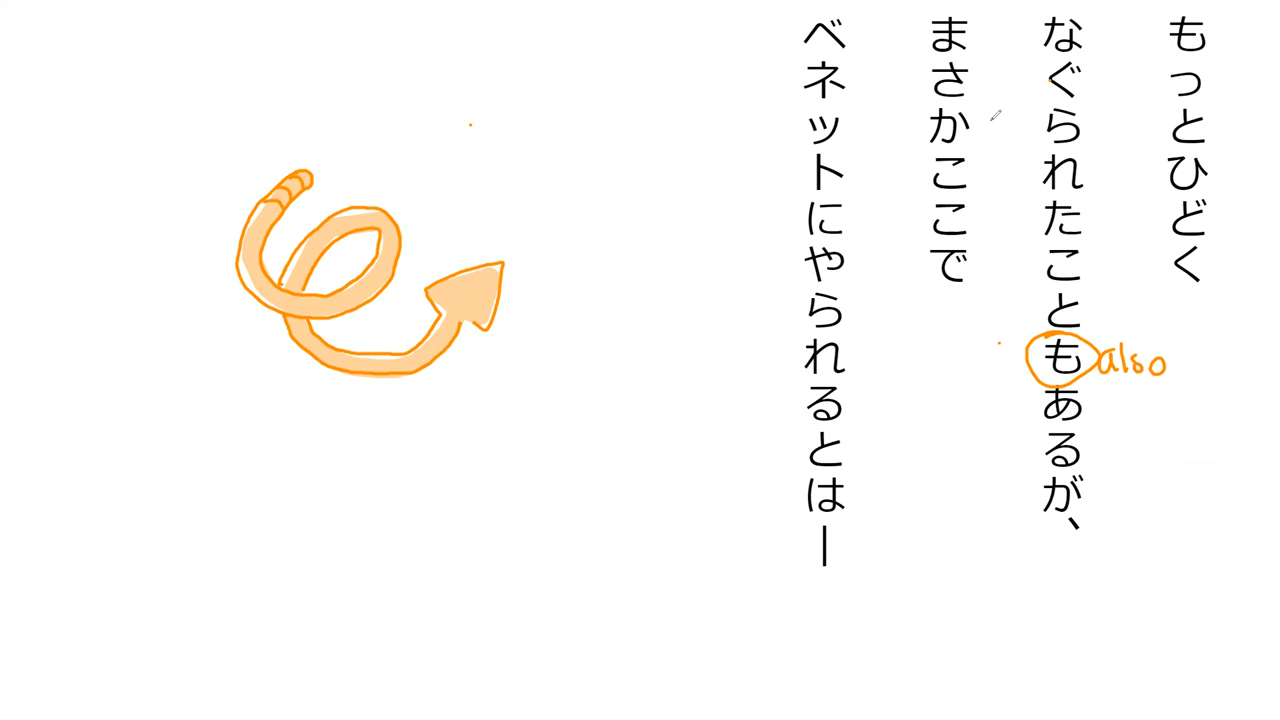 もっとひどく
なぐられたこともあるが、
まさかここで
ベネットにやられるとはー
also